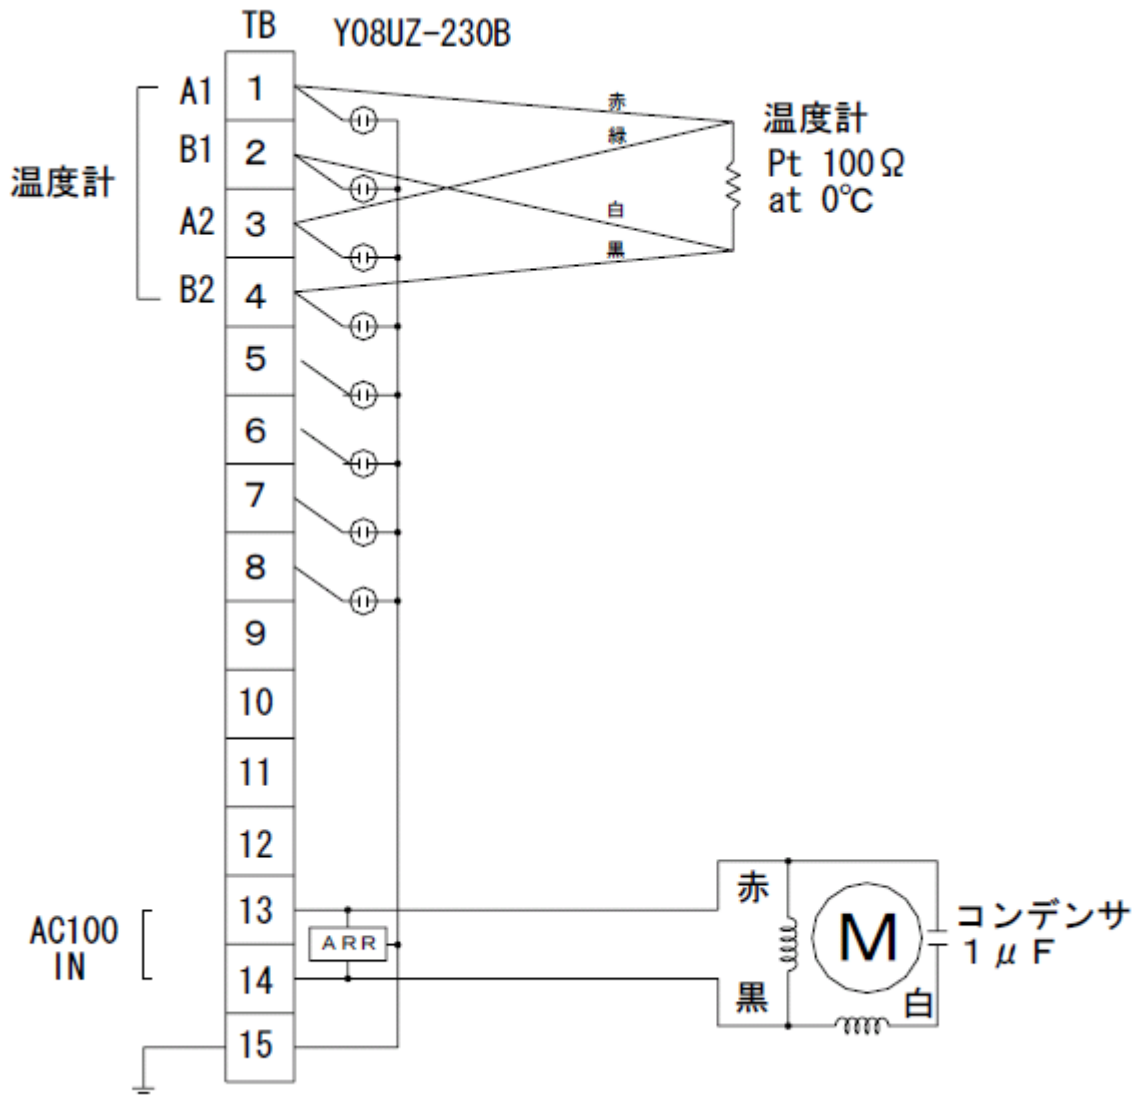 TB
Y08UZ-230B
A1
1
B1
2
A2
3
B2
4
温度計
5
6
7
8
9
10
11
12
13
14
15
AC100
IN
赤
緑
白
黒
温度計
Pt 100Ω
at 0℃
ARR
赤
黒
M
白
コンデンサ
1μF